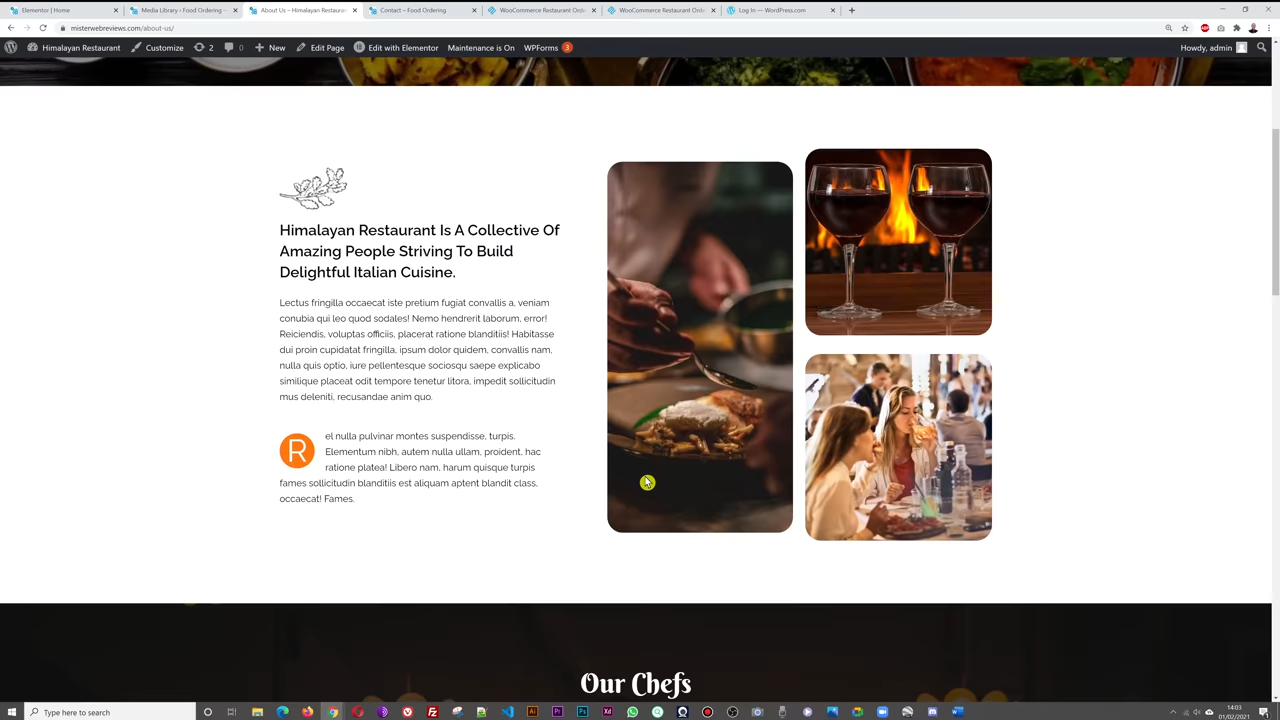 Elementor | Home
Media Library ‹ Food Ordering —
About Us – Himalayan Restaurant
Contact – Food Ordering
WooCommerce Restaurant Orde
WooCommerce Restaurant Orde
Log In — WordPress.com
misterwebreviews.com/about-us/
Himalayan Restaurant
Customize
2
0
New
Edit Page
Edit with Elementor
Maintenance is On
WPForms 3
Howdy, admin
Himalayan Restaurant Is A Collective Of
Amazing People Striving To Build
Delightful Italian Cuisine.
Lectus fringilla occaecat iste pretium fugiat convallis a, veniam
conubia qui leo quod sodales! Nemo hendrerit laborum, error!
Reiciendis, voluptas officiis, placerat ratione blanditiis! Habitasse
dui proin cupidatat fringilla, ipsum dolor quidem, convallis nam,
nulla quis optio, iure pellentesque sociosqu saepe explicabo
similique placeat odit tempore tenetur litora, impedit sollicitudin
mus deleniti, recusandae anim quo.
R
el nulla pulvinar montes suspendisse, turpis.
Elementum nibh, autem nulla ullam, proident, hac
ratione platea! Libero nam, harum quisque turpis
fames sollicitudin blanditiis est aliquam aptent blandit class,
occaecat! Fames.
Our Chefs
Type here to search
14:03
01/02/2021